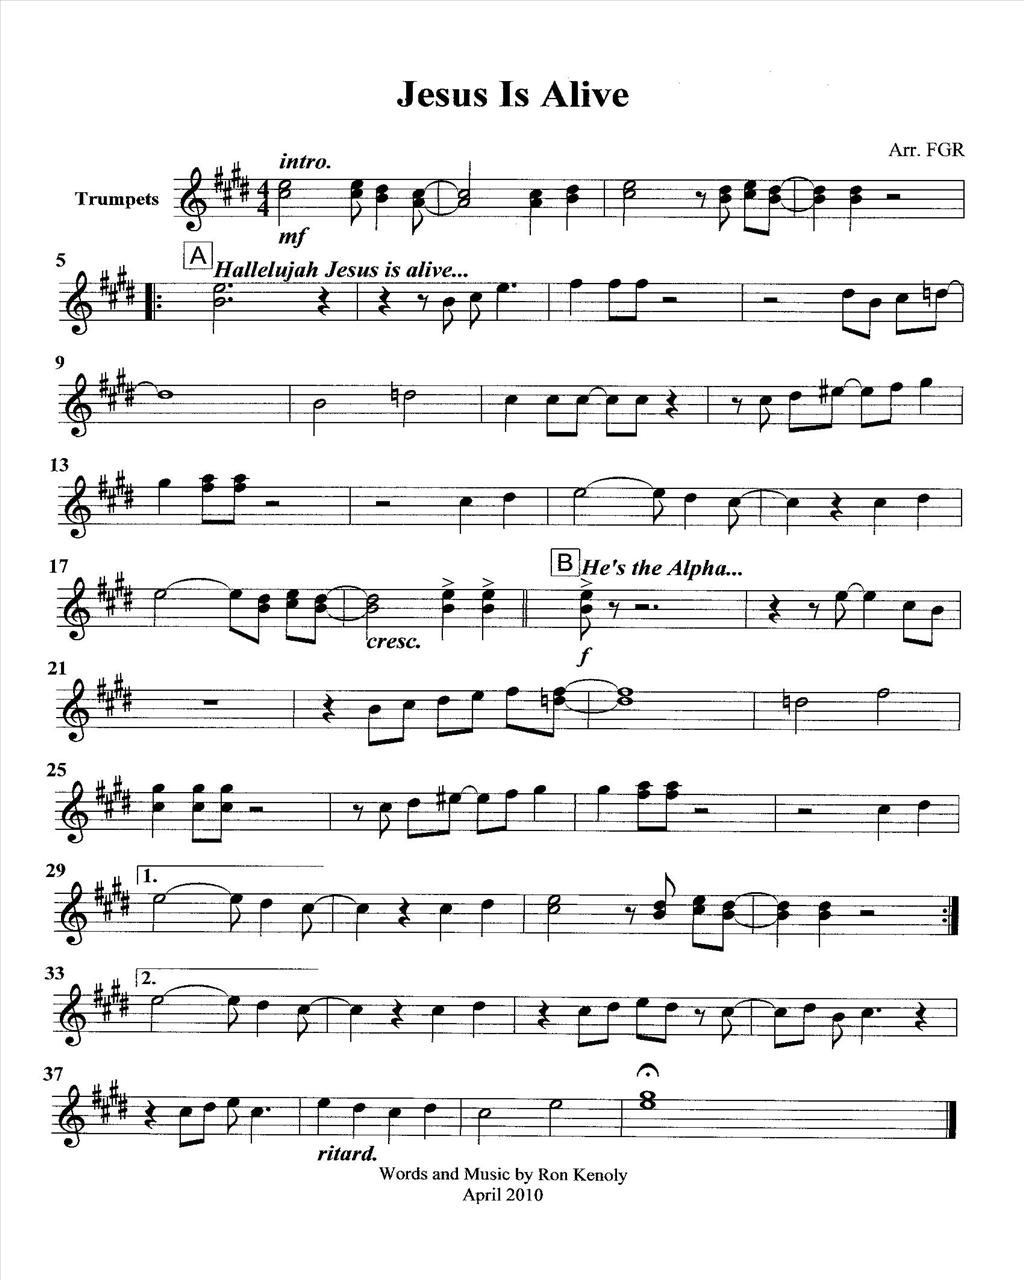 Jesus Is Alive
Arr. FGR
intro.
Trumpets
4
4
mf
5
A
Hallelujah Jesus is alive...
9
13
17
B
He's the Alpha...
cresc.
f
21
25
29
1.
33
2.
37
ritard.
Words and Music by Ron Kenoly
April 2010